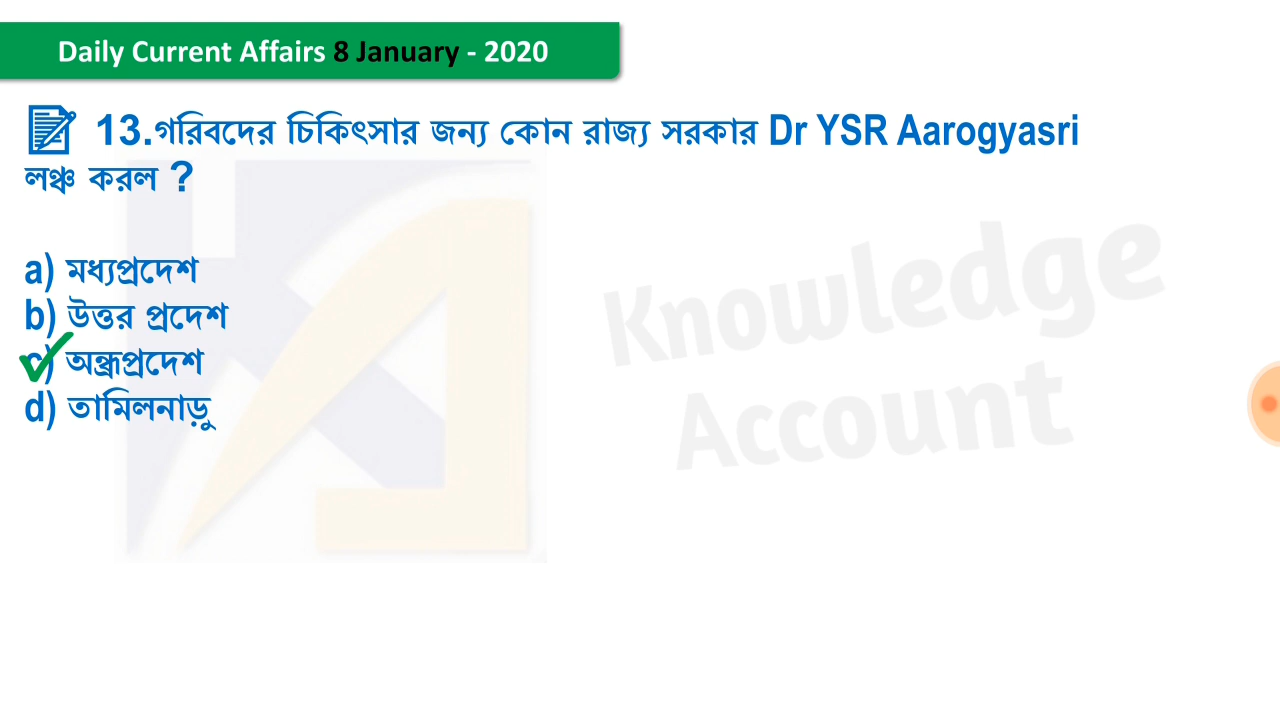 Daily Current Affairs 8 January - 2020
13.গরিবদের চিকিৎসার জন্য কোন রাজ্য সরকার Dr YSR Aarogyasri
লঞ্চ করল ?
a) মধ্যপ্রদেশ
b) উত্তর প্রদেশ
c) অন্ধ্রপ্রদেশ
d) তামিলনাড়ু
Knowledge
Account